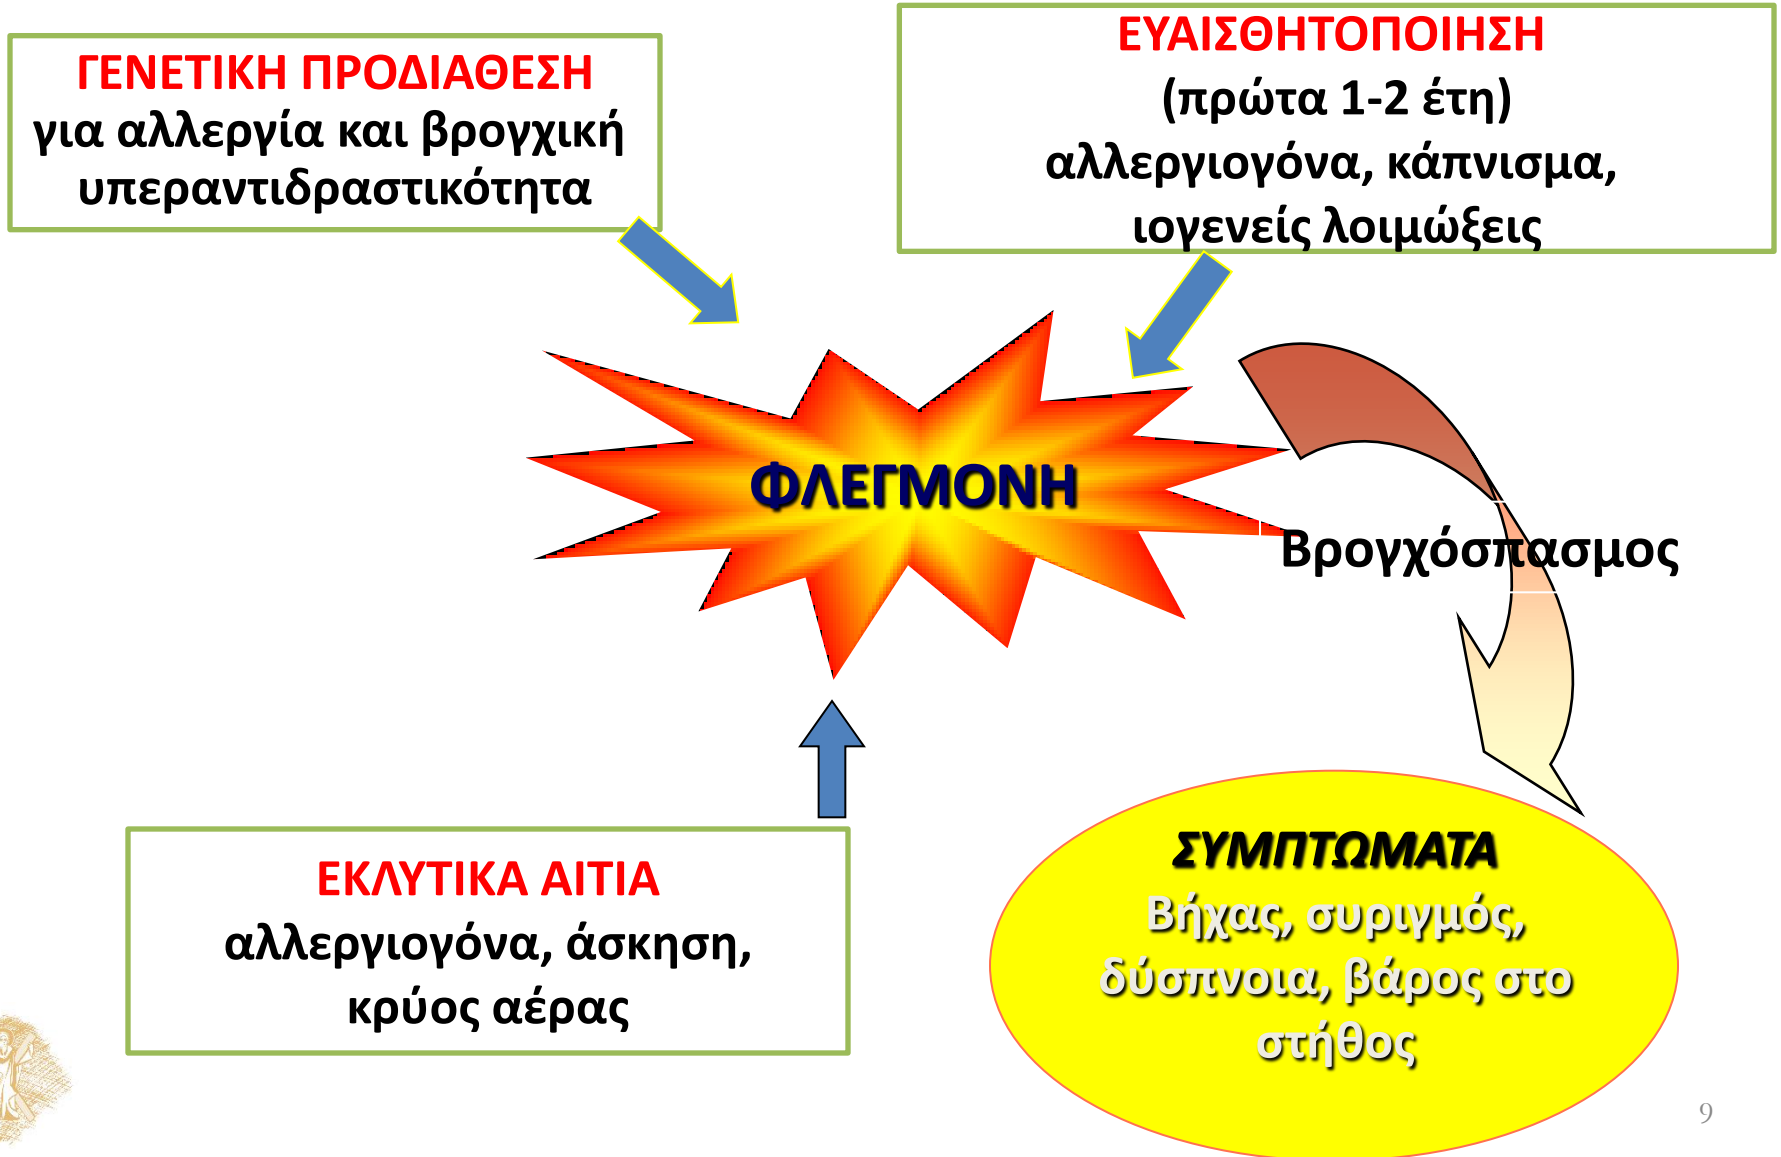 ΓΕΝΕΤΙΚΗ ΠΡΟΔΙΑΘΕΣΗ
για αλλεργία και βρογχική
υπεραντιδραστικότητα
ΕΥΑΙΣΘΗΤΟΠΟΙΗΣΗ
(πρώτα 1-2 έτη)
αλλεργιογόνα, κάπνισμα,
ιογενείς λοιμώξεις
ΦΛΕΓΜΟΝΗ
Βρογχόσπασμος
ΕΚΛΥΤΙΚΑ ΑΙΤΙΑ
αλλεργιογόνα, άσκηση,
κρύος αέρας
ΣΥΜΠΤΩΜΑΤΑ
Βήχας, συριγμός,
δύσπνοια, βάρος στο
στήθος
9